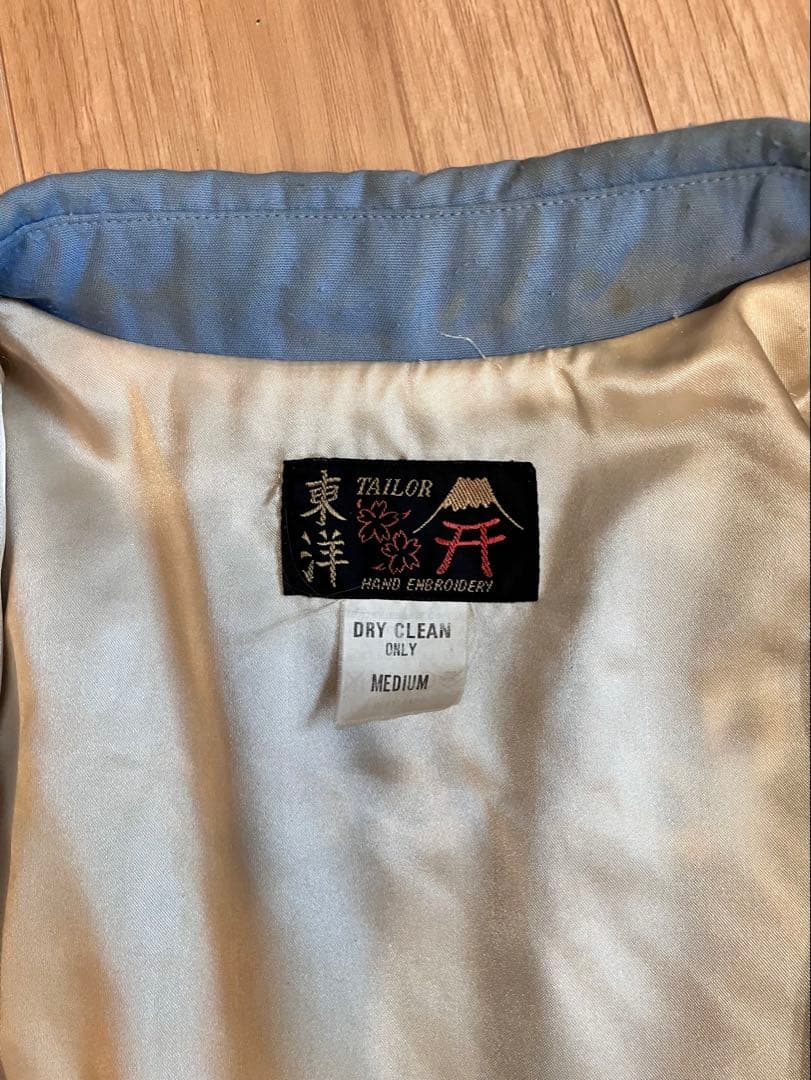 東洋
TAILOR
HAND EMBROIDERY
DRY CLEAN
ONLY
MEDIUM